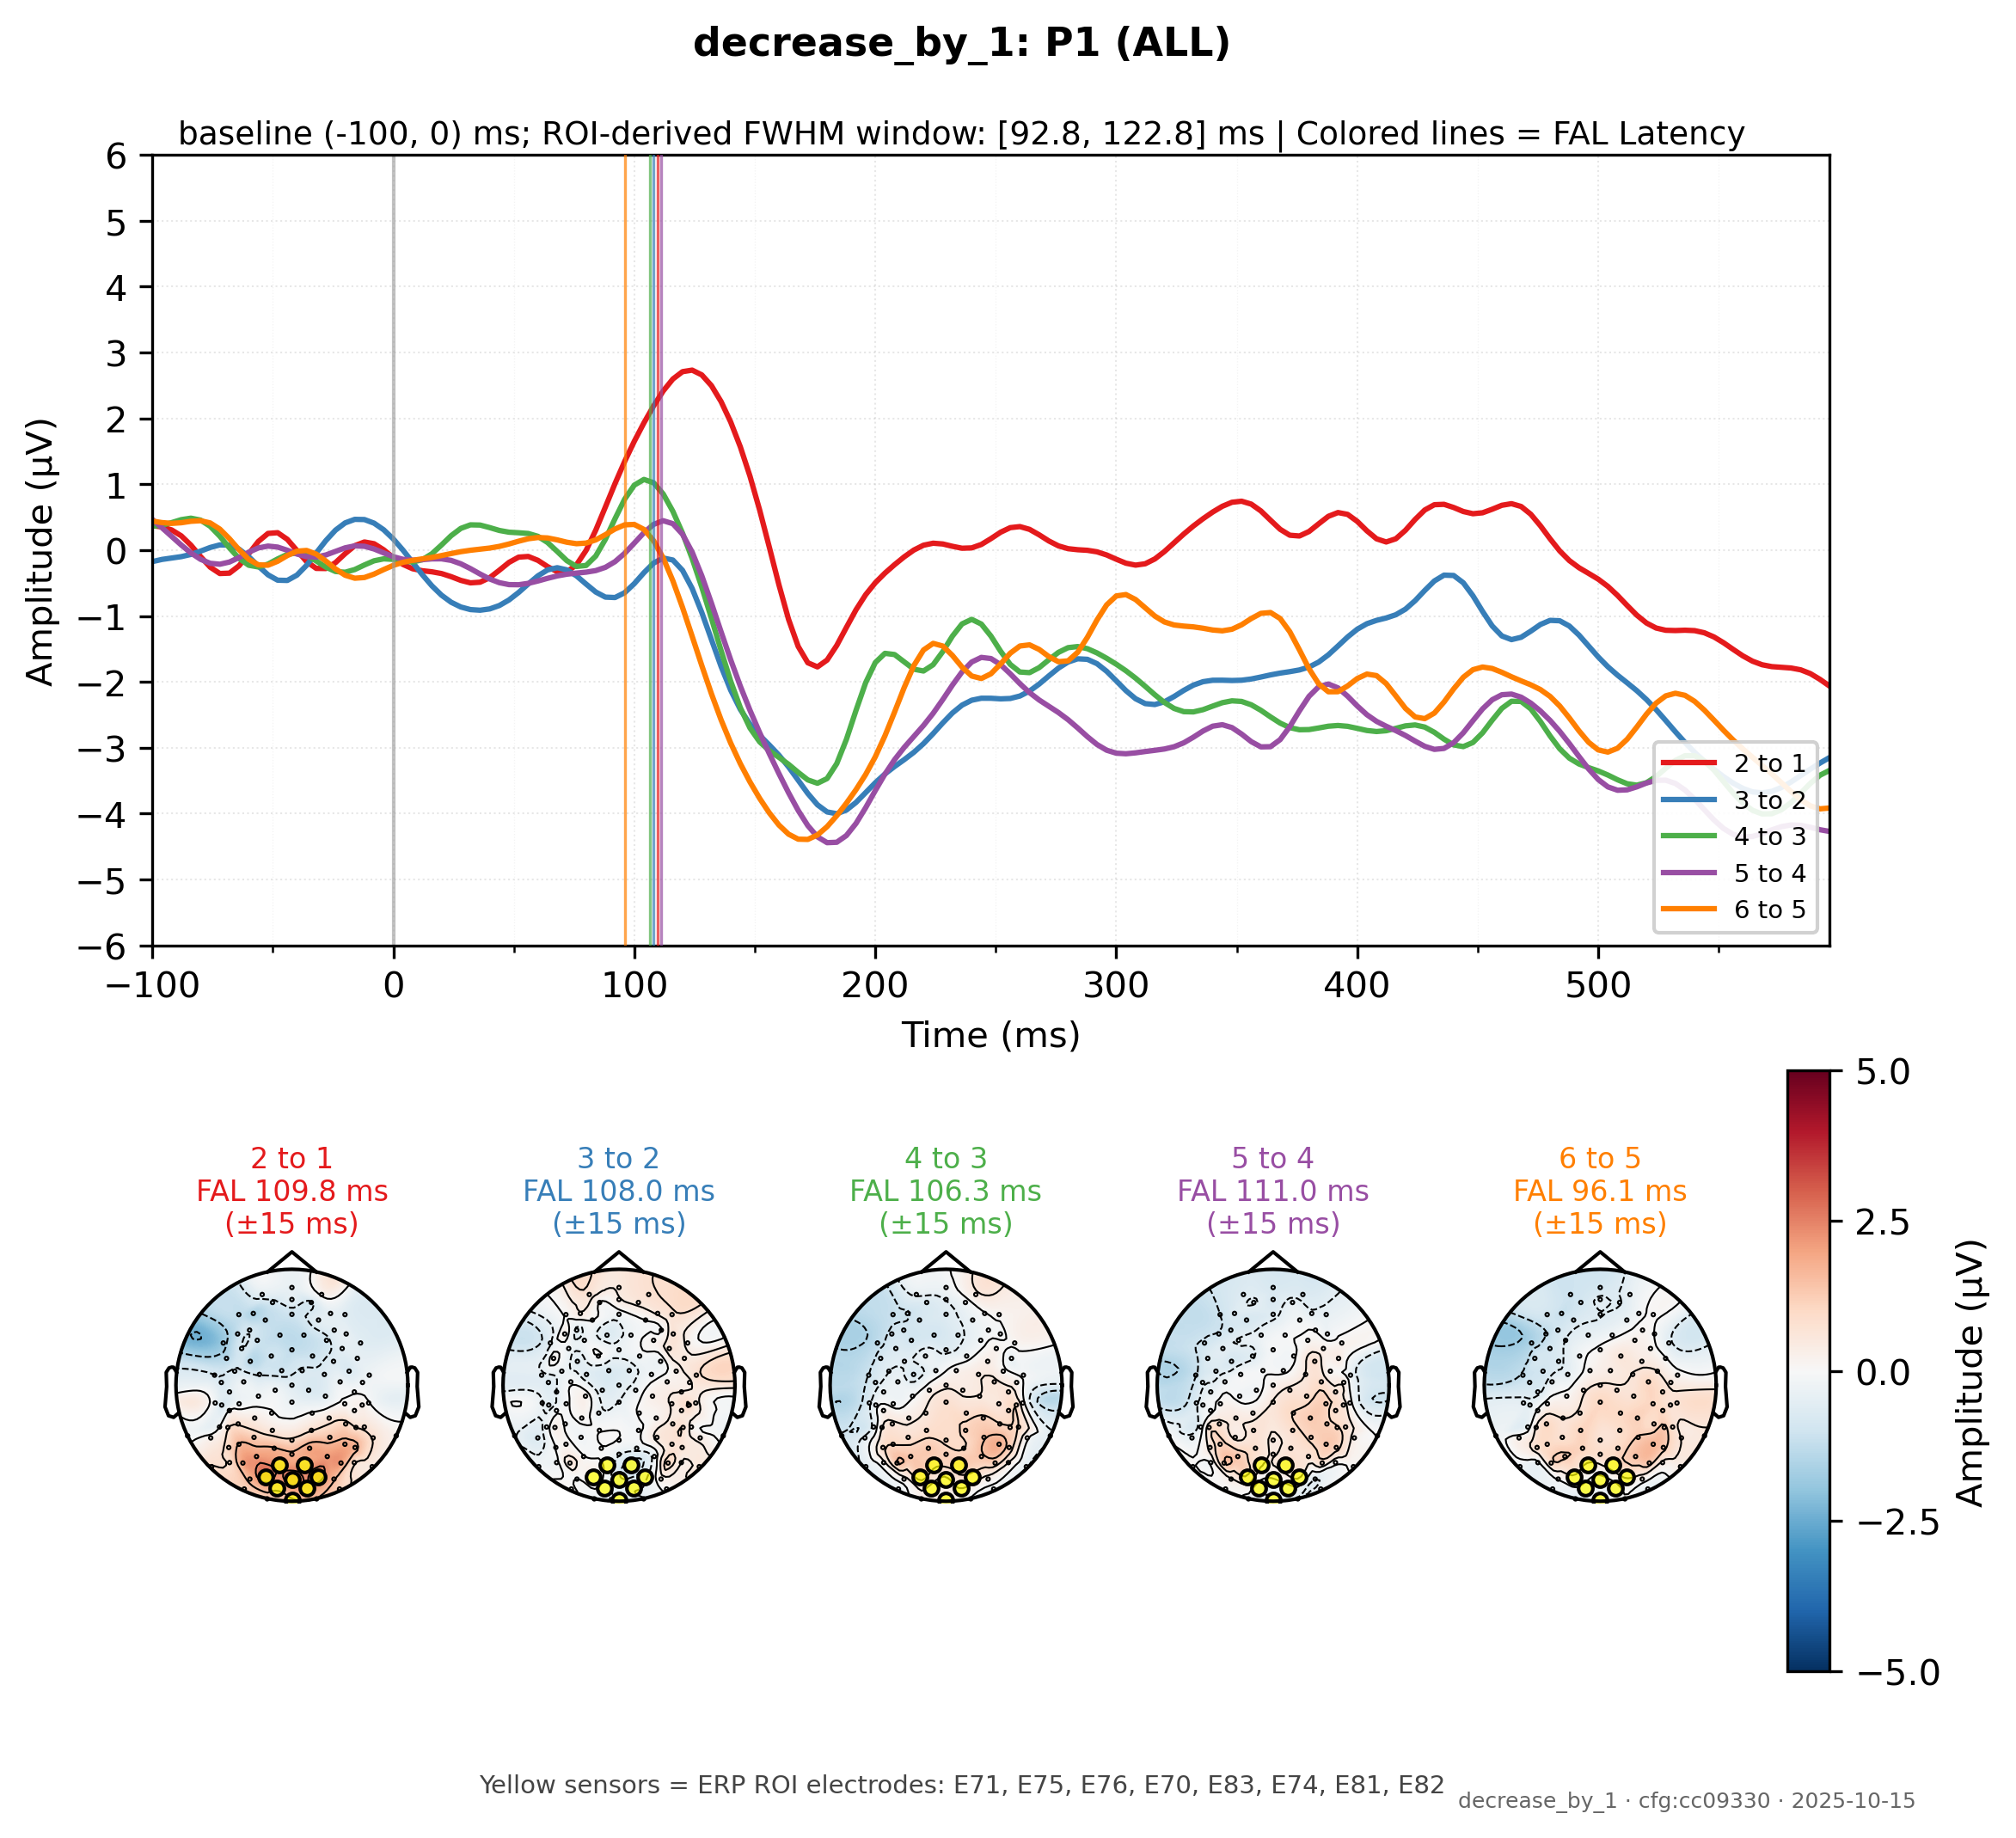 decrease_by_1: P1 (ALL)
baseline (-100, 0) ms; ROI-derived FWHM window: [92.8, 122.8] ms | Colored lines = FAL Latency
6
5
4
3
2
1
0
−1
−2
−3
−4
−5
−6
Amplitude (µV)
−100
0
100
200
300
400
500
Time (ms)
2 to 1
3 to 2
4 to 3
5 to 4
6 to 5
2 to 1
FAL 109.8 ms
(±15 ms)
3 to 2
FAL 108.0 ms
(±15 ms)
4 to 3
FAL 106.3 ms
(±15 ms)
5 to 4
FAL 111.0 ms
(±15 ms)
6 to 5
FAL 96.1 ms
(±15 ms)
5.0
2.5
0.0
−2.5
−5.0
Amplitude (µV)
Yellow sensors = ERP ROI electrodes: E71, E75, E76, E70, E83, E74, E81, E82
decrease_by_1 · cfg:cc09330 · 2025-10-15